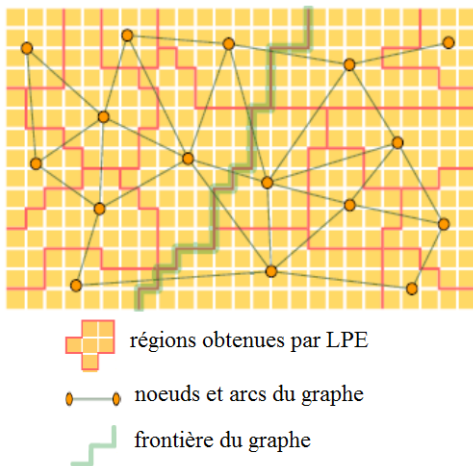 régions obtenues par LPE
noeuds et arcs du graphe
frontière du graphe